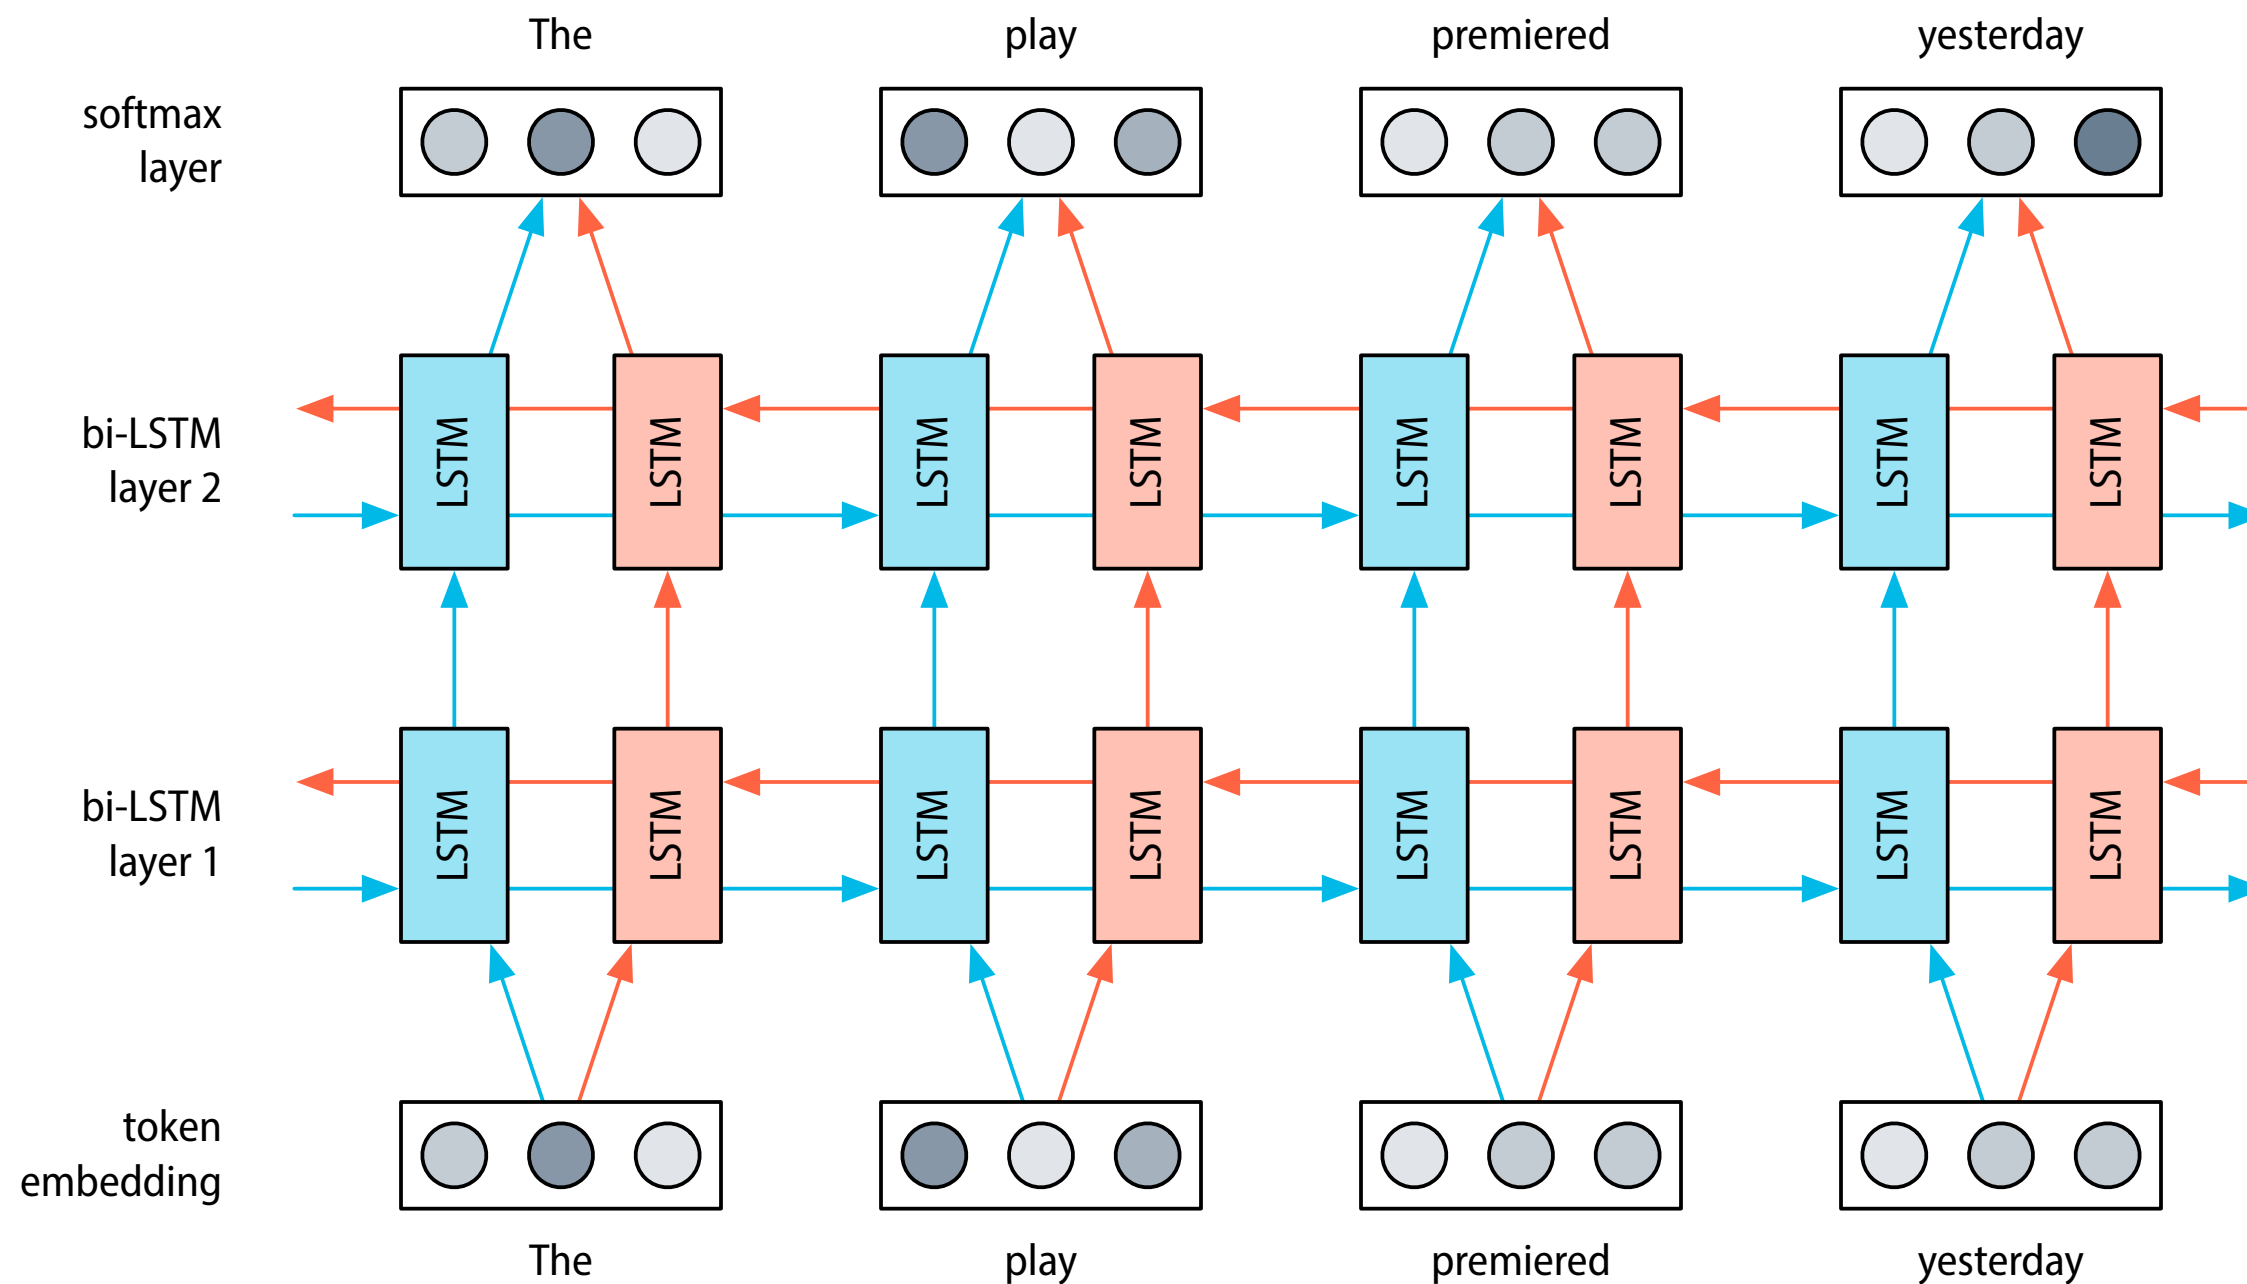 The play premiered yesterday
softmax
layer
bi-LSTM
layer 2
LSTM LSTM LSTM LSTM LSTM LSTM LSTM LSTM
bi-LSTM
layer 1
LSTM LSTM LSTM LSTM LSTM LSTM LSTM LSTM
token
embedding
The play premiered yesterday